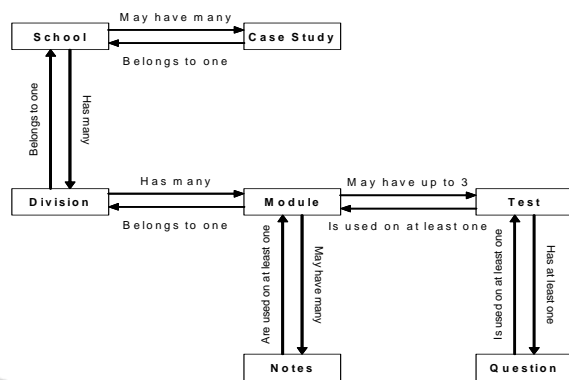 May have many
School
Case Study
Belongs to one
Belongs to one
Has many
Has many
May have up to 3
Division
Module
Test
Belongs to one
Is used on at least one
Are used on at least one
May have many
Is used on at least one
Has at least one
Notes
Question